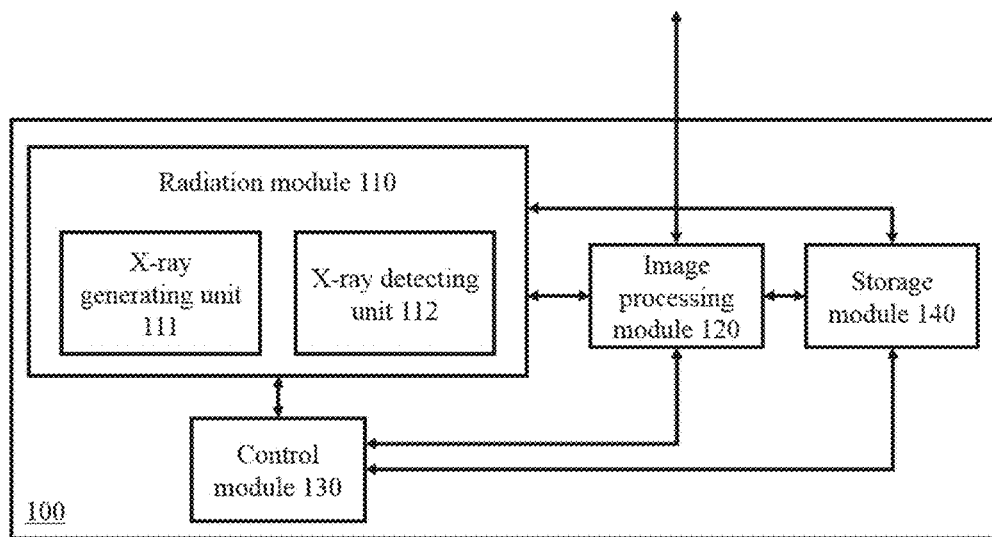 Radiation module 110
X-ray
generating unit
111
X-ray detecting
unit 112
Image
processing
module 120
Storage
module 140
Control
module 130
100